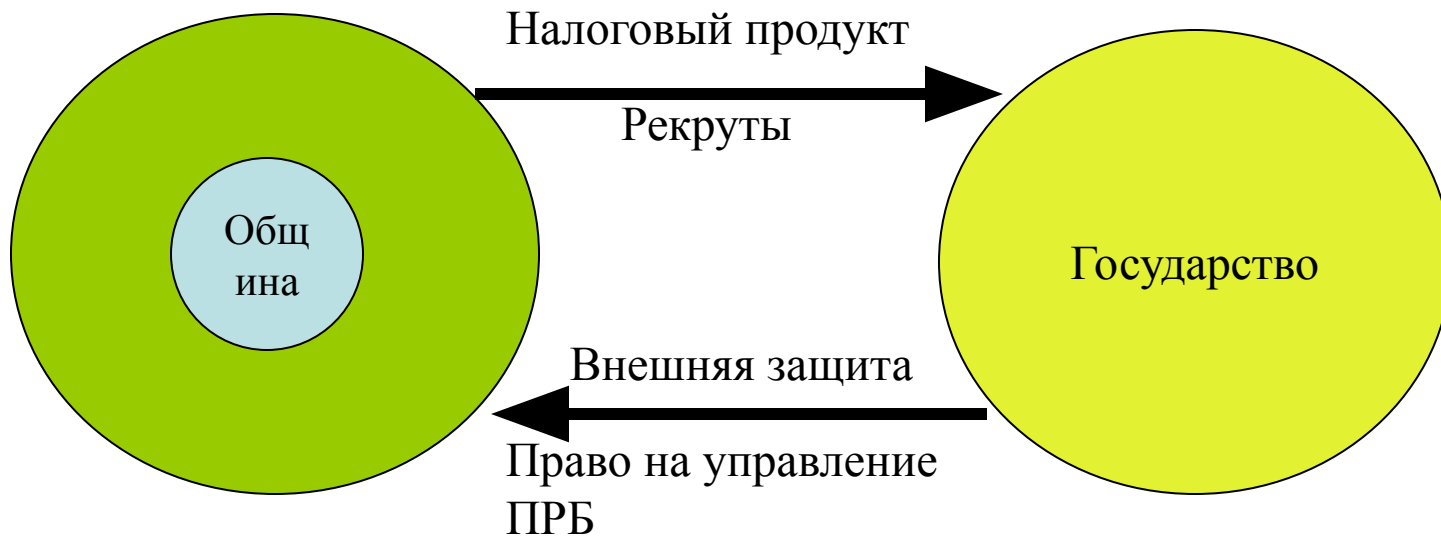 Налоговый продукт
Рекруты
Общ
ина
Государство
Внешняя защита
Право на управление
ПРБ